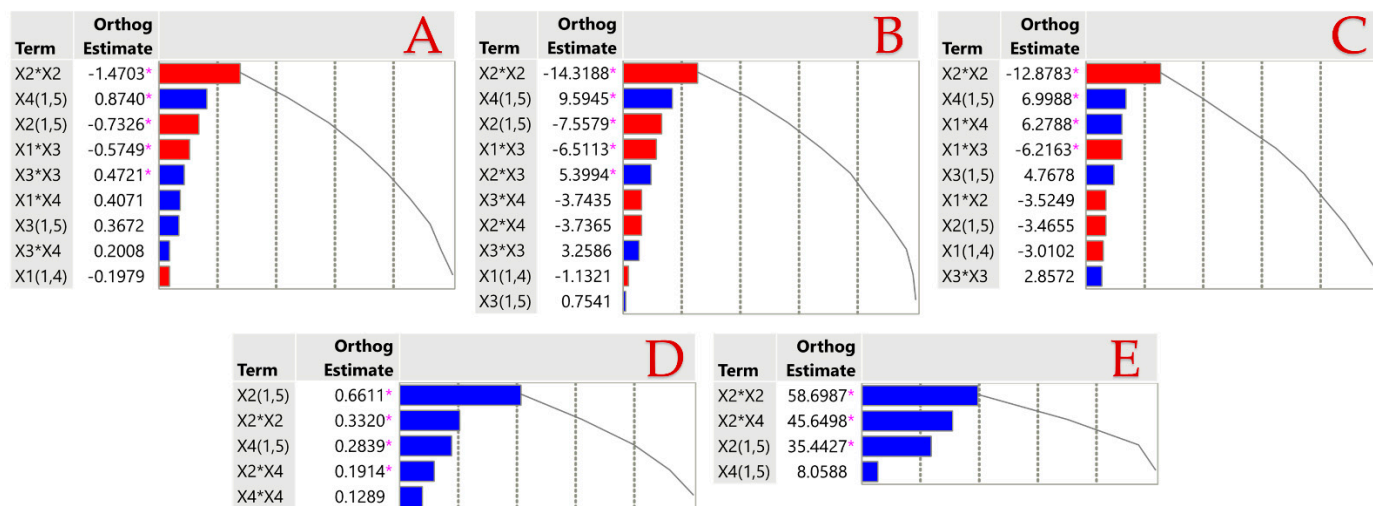 A
Term Orthog Estimate
X2*X2 -1.4703*
X4(1,5) 0.8740*
X2(1,5) -0.7326*
X1*X3 -0.5749*
X3*X3 0.4721*
X1*X4 0.4071
X3(1,5) 0.3672
X3*X4 0.2008
X1(1,4) -0.1979
B
Term Orthog Estimate
X2*X2 -14.3188*
X4(1,5) 9.5945*
X2(1,5) -7.5579*
X1*X3 -6.5113*
X2*X3 5.3994*
X3*X4 -3.7435
X2*X4 -3.7365
X3*X3 3.2586
X1(1,4) -1.1321
X3(1,5) 0.7541
C
Term Orthog Estimate
X2*X2 -12.8783*
X4(1,5) 6.9988*
X1*X4 6.2788*
X1*X3 -6.2163*
X3(1,5) 4.7678
X1*X2 -3.5249
X2(1,5) -3.4655
X1(1,4) -3.0102
X3*X3 2.8572
D
Term Orthog Estimate
X2(1,5) 0.6611*
X2*X2 0.3320*
X4(1,5) 0.2839*
X2*X4 0.1914*
X4*X4 0.1289
E
Term Orthog Estimate
X2*X2 58.6987*
X2*X4 45.6498*
X2(1,5) 35.4427*
X4(1,5) 8.0588